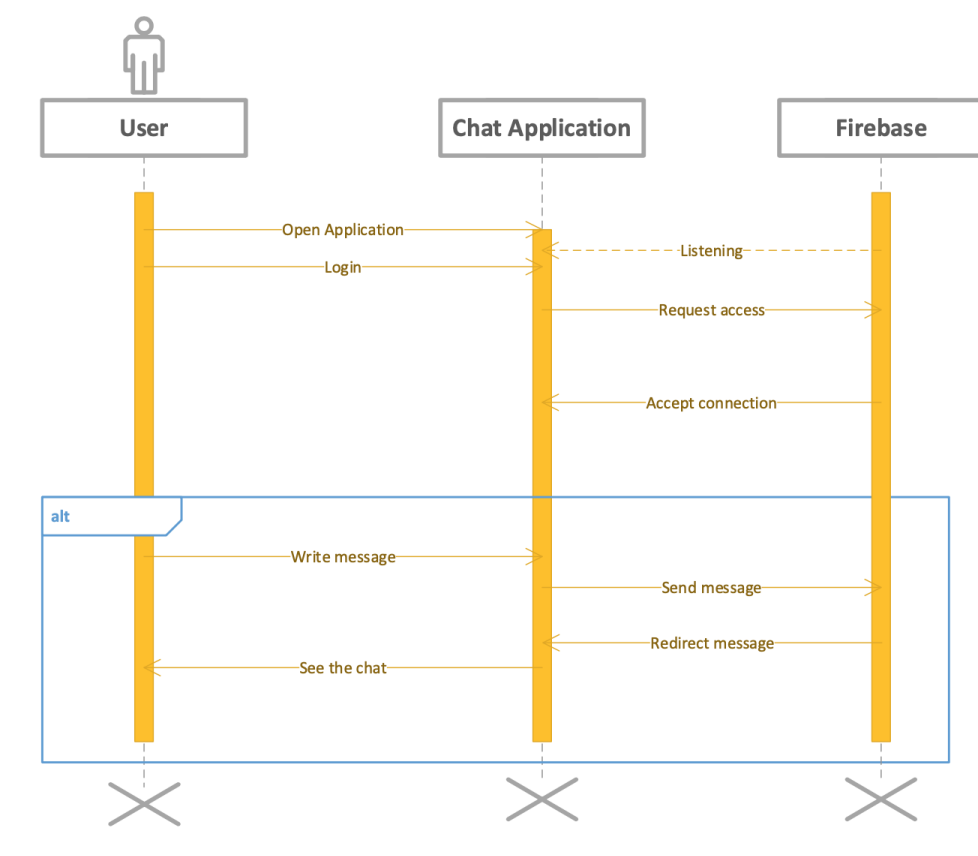 User
Chat Application
Firebase
Open Application
Listening
Login
Request access
Accept connection
alt
Write message
Send message
Redirect message
See the chat